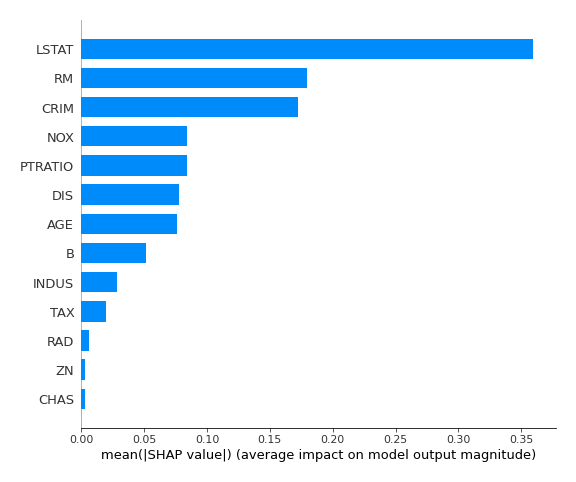 LSTAT
RM
CRIM
NOX
PTRATIO
DIS
AGE
B
INDUS
TAX
RAD
ZN
CHAS
0.00 0.05 0.10 0.15 0.20 0.25 0.30 0.35
mean(|SHAP value|) (average impact on model output magnitude)